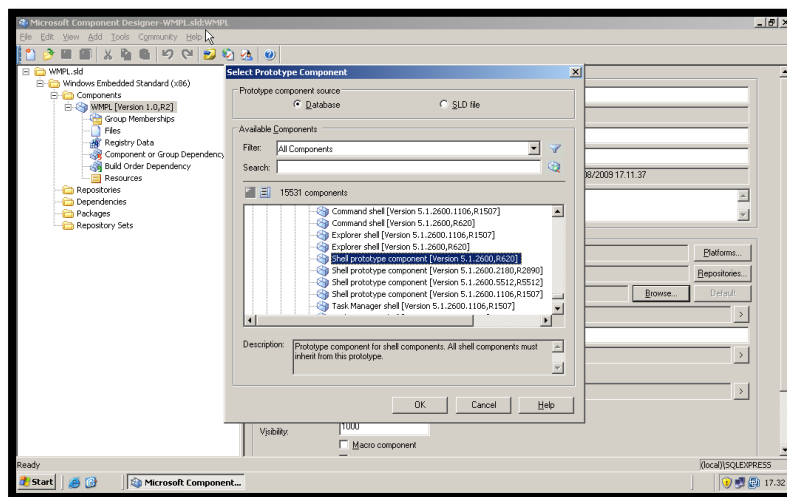 Microsoft Component Designer-WMPL.sld:WMPL
File Edit View Add Tools Community Help
WMPL.sld
Windows Embedded Standard (x86)
Components
WMPL [Version 1.0,R2]
Group Memberships
Files
Registry Data
Component or Group Dependency
Build Order Dependency
Resources
Repositories
Dependencies
Packages
Repository Sets
Select Prototype Component
Prototype component source
Database
SLD file
Available Components
Filter: All Components
Search:
15531 components
Command shell [Version 5.1.2600.1106,R1507]
Command shell [Version 5.1.2600,R620]
Explorer shell [Version 5.1.2600.1106,R1507]
Explorer shell [Version 5.1.2600,R620]
Shell prototype component [Version 5.1.2600,R620]
Shell prototype component [Version 5.1.2600.2180,R2890]
Shell prototype component [Version 5.1.2600.5512,R5512]
Shell prototype component [Version 5.1.2600.1106,R1507]
Task Manager shell [Version 5.1.2600.1106,R1507]
Description: Prototype component for shell components. All shell components must inherit from this prototype.
OK Cancel Help
08/2009 17.11.37
Platforms...
Repositories...
Browse... Default
Visibility: 1000
Macro component
Ready
(local)\SQLEXPRESS
Start
Microsoft Component...
17.32